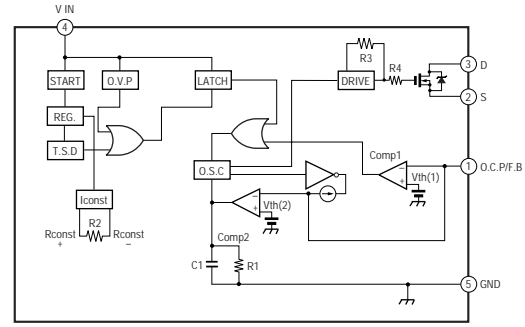 V IN
4
START
O.V.P
LATCH
R3
DRIVE
R4
3 D
2 S
REG.
T.S.D
O.S.C
Comp1
−
+
Vth(1)
1 O.C.P/F.B
Iconst
R2
Rconst
+
Rconst
−
−
+
Vth(2)
Comp2
C1
R1
5 GND